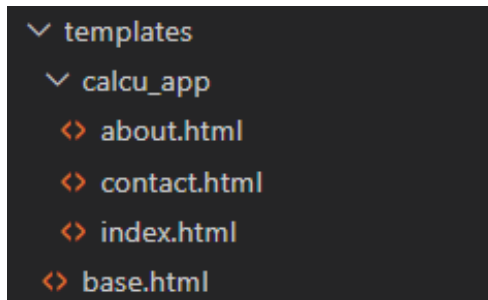 templates
calcu_app
about.html
contact.html
index.html
base.html